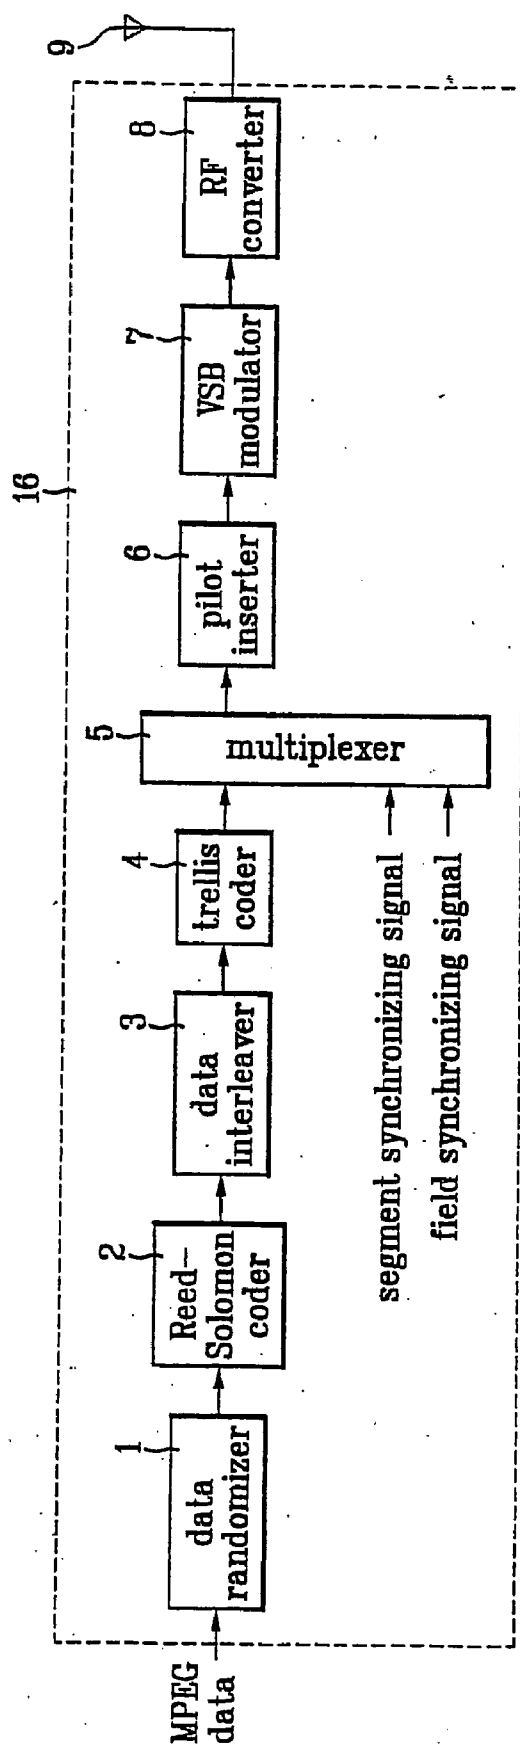 MPEG
data
1
data
randomizer
2
Reed-
Solomon
coder
3
data
interleaver
4
trellis
coder
segment synchronizing signal
field synchronizing signal
5
multiplexer
6
pilot
inserter
7
VSB
modulator
8
RF
converter
9
16